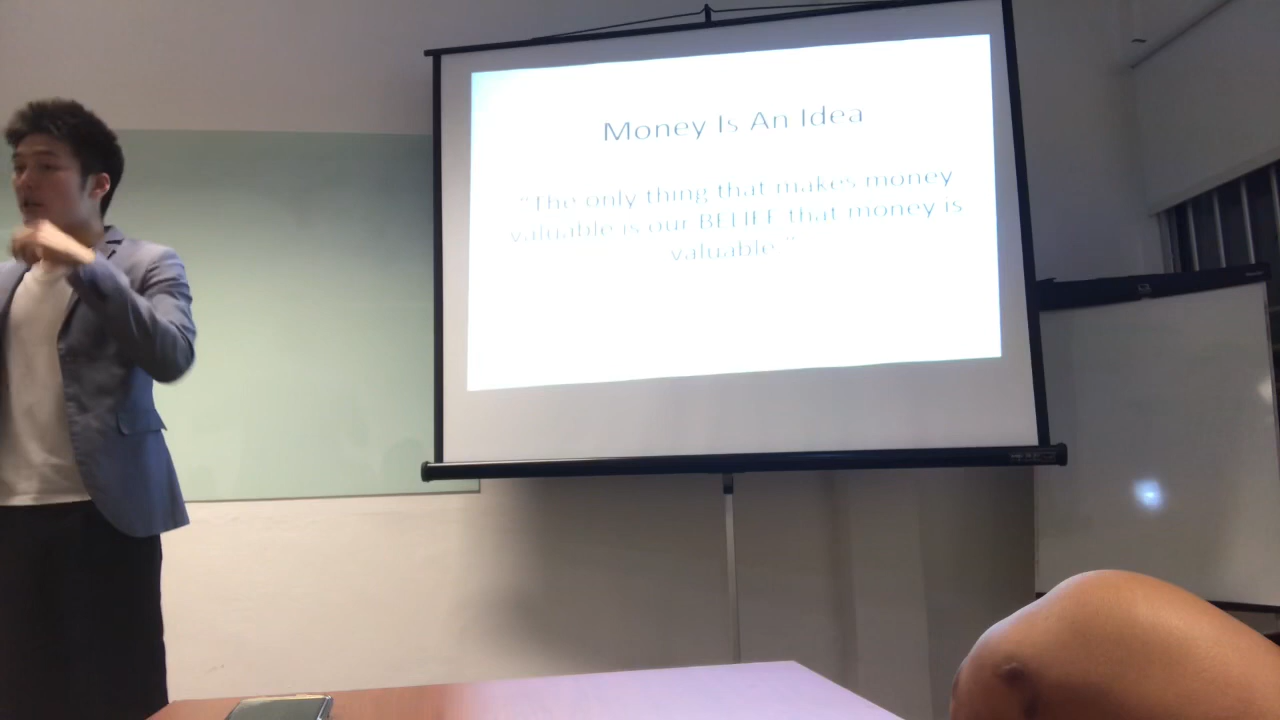 Money Is An Idea
"The only thing that makes money
valuable is our BELIEF that money is
valuable."